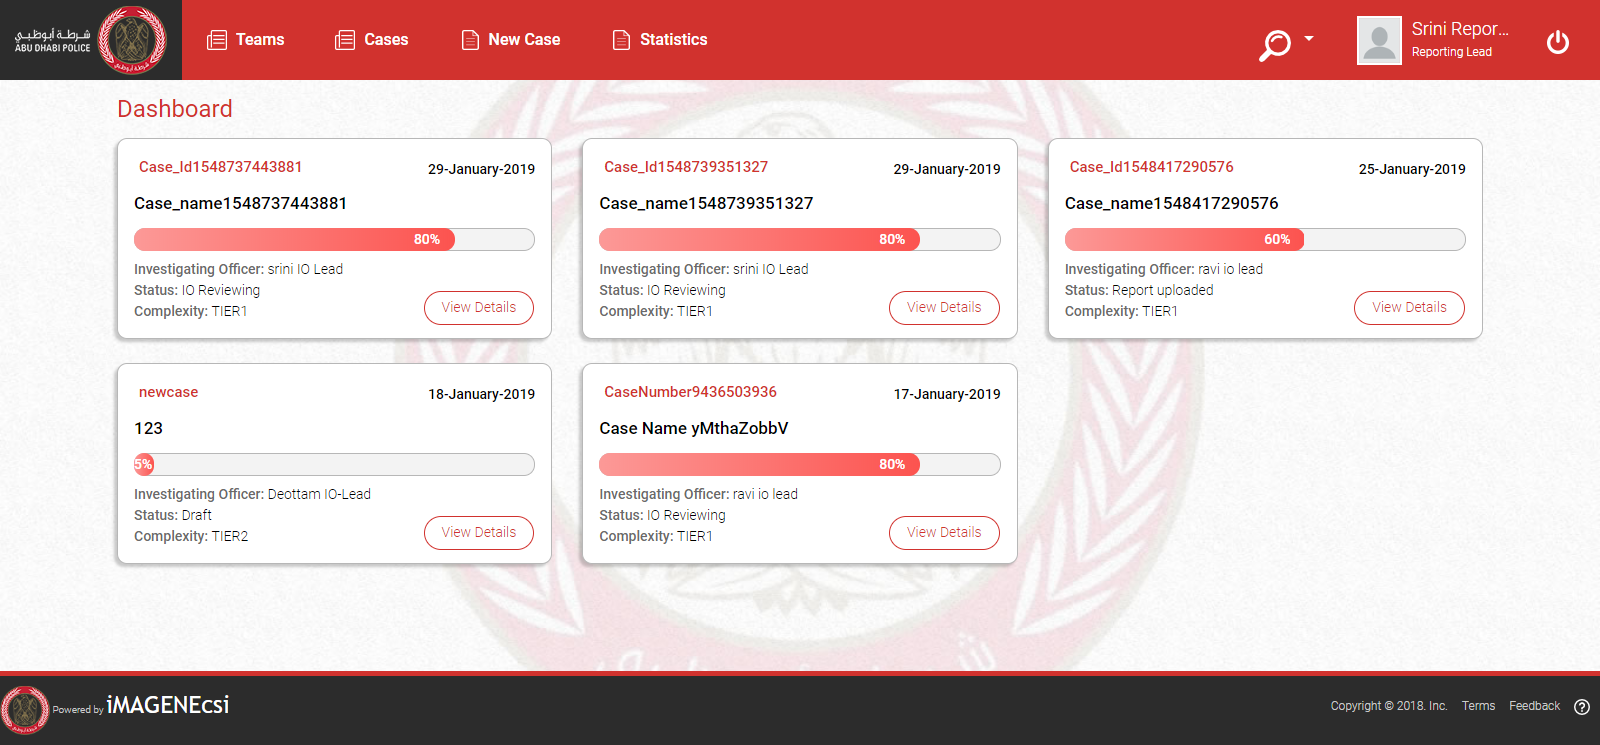 شرطة أبوظبي
ABU DHABI POLICE
شرطة أبوظبي
Teams
Cases
New Case
Statistics
Srini Repor...
Reporting Lead
Dashboard
Case_Id1548737443881
29-January-2019
Case_name1548737443881
80%
Investigating Officer: srini IO Lead
Status: IO Reviewing
Complexity: TIER1
View Details
Case_Id1548739351327
29-January-2019
Case_name1548739351327
80%
Investigating Officer: srini IO Lead
Status: IO Reviewing
Complexity: TIER1
View Details
Case_Id1548417290576
25-January-2019
Case_name1548417290576
60%
Investigating Officer: ravi io lead
Status: Report uploaded
Complexity: TIER1
View Details
newcase
18-January-2019
123
5%
Investigating Officer: Deottam IO-Lead
Status: Draft
Complexity: TIER2
View Details
CaseNumber9436503936
17-January-2019
Case Name yMthaZobbV
80%
Investigating Officer: ravi io lead
Status: IO Reviewing
Complexity: TIER1
View Details
Powered by iMAGENEcsi
Copyright © 2018. Inc.
Terms
Feedback